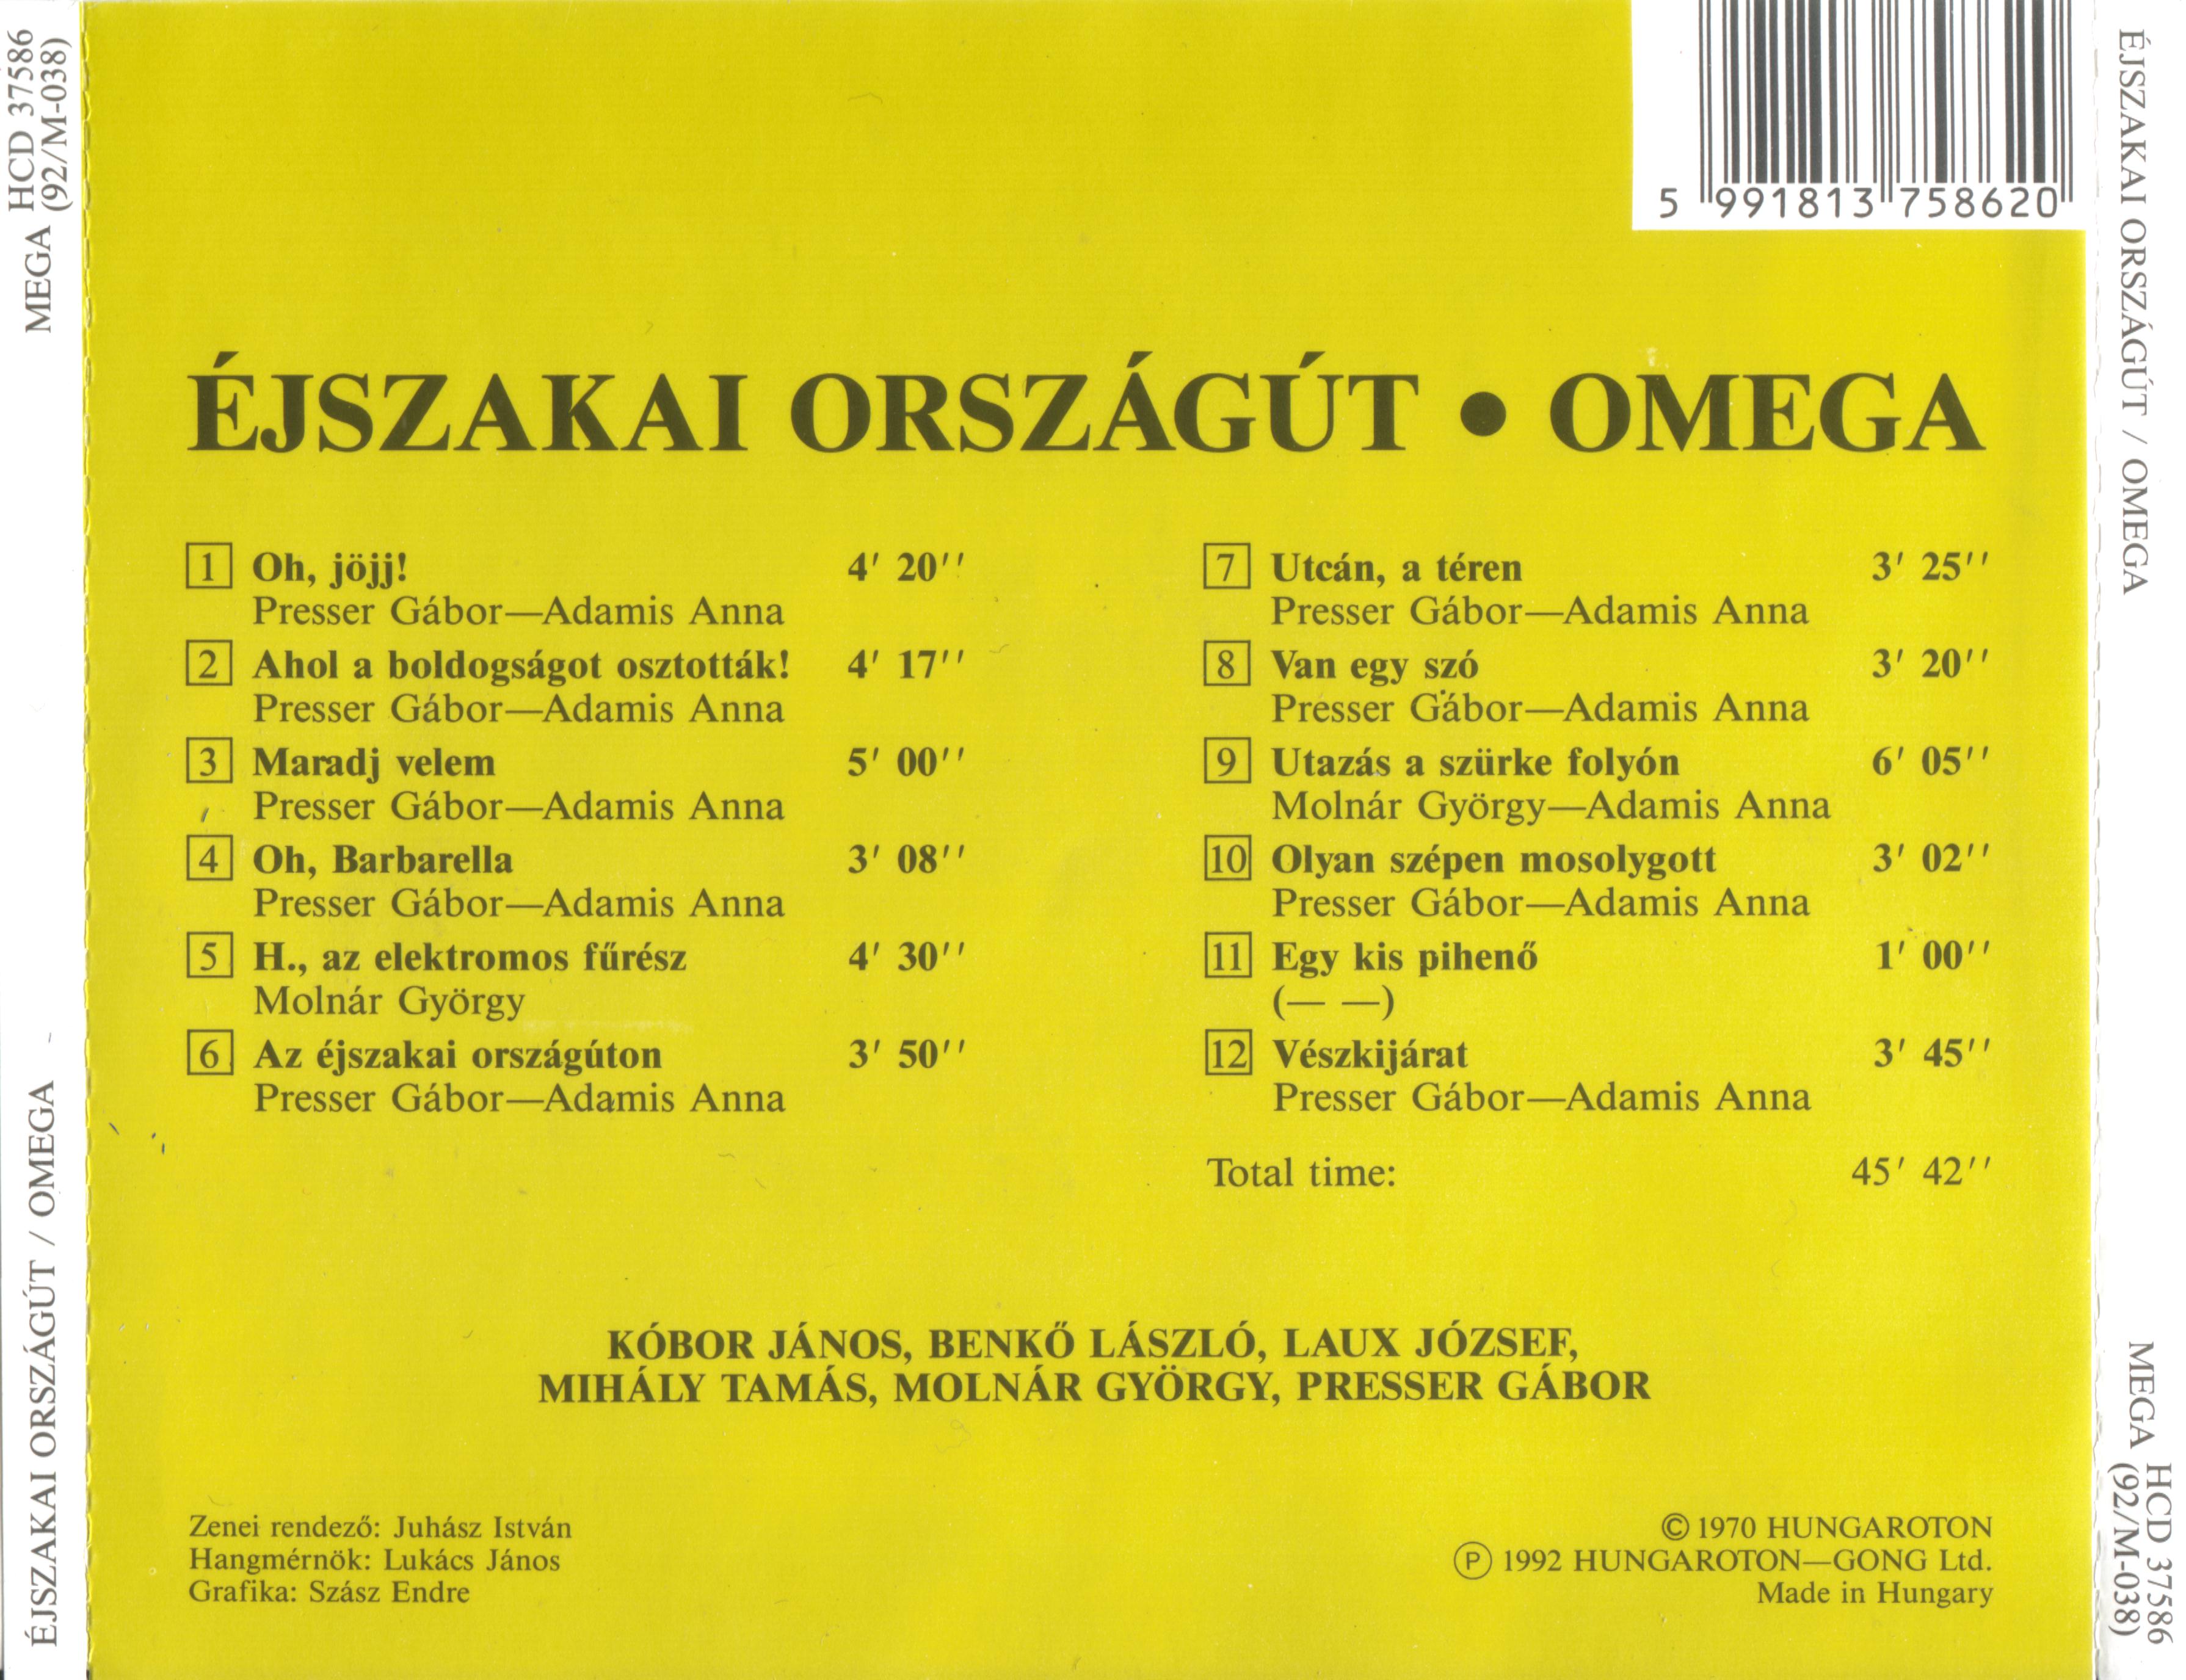 MEGA HCD 37586
(92/M-038)
ÉJSZAKAI ORSZÁGÚT / OMEGA
5 991813 758620
ÉJSZAKAI ORSZÁGÚT • OMEGA
1 Oh, jöjj! 4' 20''
Presser Gábor—Adamis Anna
2 Ahol a boldogságot osztották! 4' 17''
Presser Gábor—Adamis Anna
3 Maradj velem 5' 00''
Presser Gábor—Adamis Anna
4 Oh, Barbarella 3' 08''
Presser Gábor—Adamis Anna
5 H., az elektromos fűrész 4' 30''
Molnár György
6 Az éjszakai országúton 3' 50''
Presser Gábor—Adamis Anna
7 Utcán, a téren 3' 25''
Presser Gábor—Adamis Anna
8 Van egy szó 3' 20''
Presser Gábor—Adamis Anna
9 Utazás a szürke folyón 6' 05''
Molnár György—Adamis Anna
10 Olyan szépen mosolygott 3' 02''
Presser Gábor—Adamis Anna
11 Egy kis pihenő 1' 00''
(— —)
12 Vészkijárat 3' 45''
Presser Gábor—Adamis Anna
Total time: 45' 42''
KÓBOR JÁNOS, BENKŐ LÁSZLÓ, LAUX JÓZSEF,
MIHÁLY TAMÁS, MOLNÁR GYÖRGY, PRESSER GÁBOR
Zenei rendező: Juhász István
Hangmérnök: Lukács János
Grafika: Szász Endre
© 1970 HUNGAROTON
Ⓟ 1992 HUNGAROTON—GONG Ltd.
Made in Hungary
ÉJSZAKAI ORSZÁGÚT / OMEGA
MEGA HCD 37586
(92/M-038)